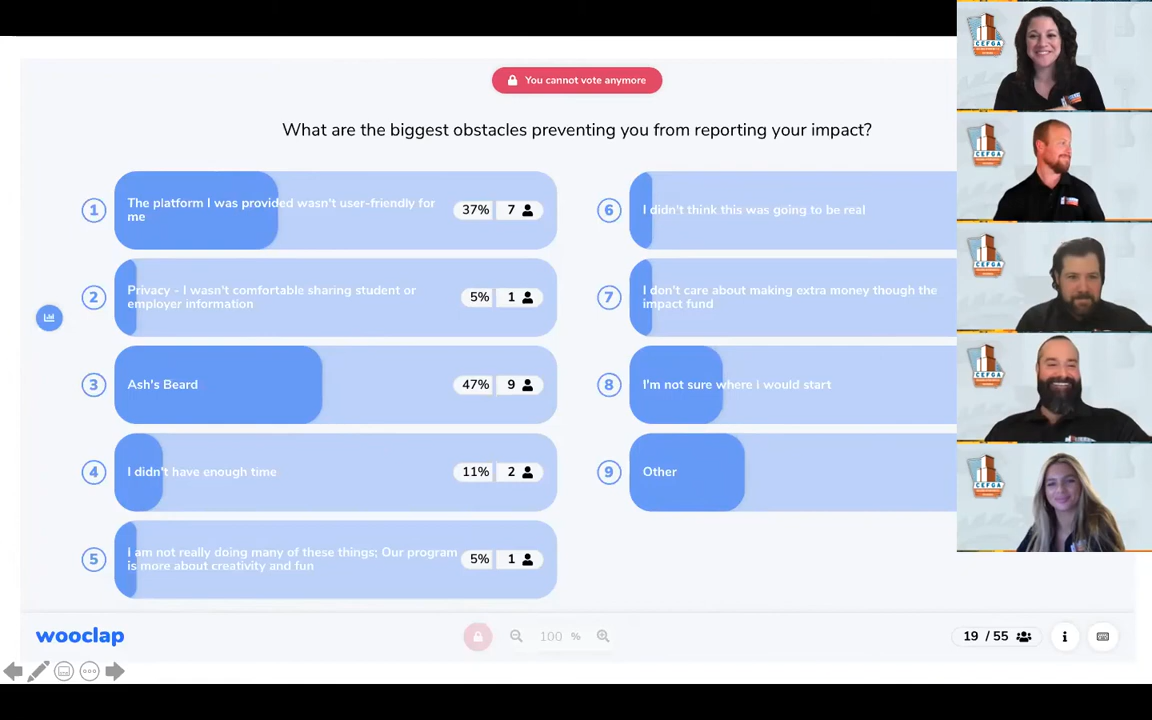 You cannot vote anymore
What are the biggest obstacles preventing you from reporting your impact?
1
The platform I was provided wasn't user-friendly for
me
37% 7
2
Privacy - I wasn't comfortable sharing student or
employer information
5% 1
3
Ash's Beard
47% 9
4
I didn't have enough time
11% 2
5
I am not really doing many of these things; Our program
is more about creativity and fun
5% 1
6
I didn't think this was going to be real
7
I don't care about making extra money though the
impact fund
8
I'm not sure where i would start
9
Other
CEFGA
CEFGA
CEFGA
CEFGA
CEFGA
wooclap
100 %
19 / 55